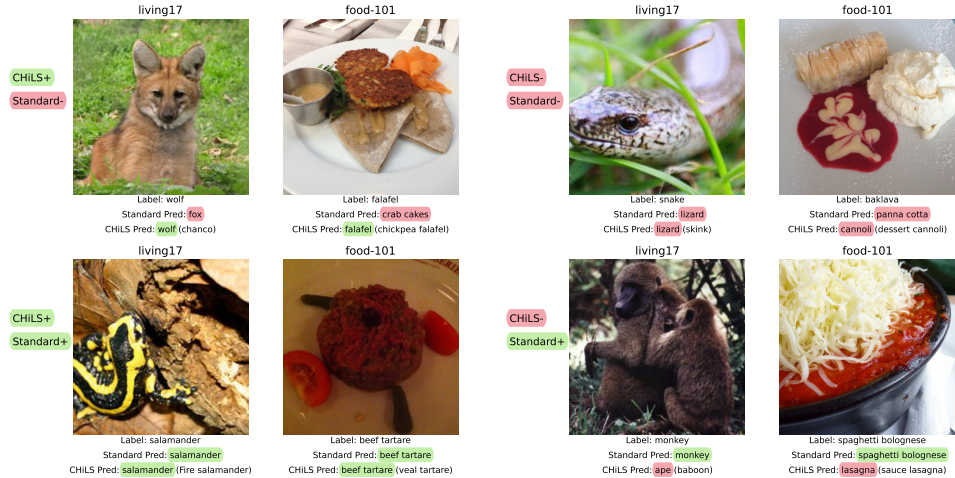 living17
food-101
CHiLS+
Standard-
Label: wolf
Standard Pred: fox
CHiLS Pred: wolf (chanco)
Label: falafel
Standard Pred: crab cakes
CHiLS Pred: falafel (chickpea falafel)
living17
food-101
CHiLS-
Standard-
Label: snake
Standard Pred: lizard
CHiLS Pred: lizard (skink)
Label: baklava
Standard Pred: panna cotta
CHiLS Pred: cannoli (dessert cannoli)
living17
food-101
CHiLS+
Standard+
Label: salamander
Standard Pred: salamander
CHiLS Pred: salamander (Fire salamander)
Label: beef tartare
Standard Pred: beef tartare
CHiLS Pred: beef tartare (veal tartare)
living17
food-101
CHiLS-
Standard+
Label: monkey
Standard Pred: monkey
CHiLS Pred: ape (baboon)
Label: spaghetti bolognese
Standard Pred: spaghetti bolognese
CHiLS Pred: lasagna (sauce lasagna)